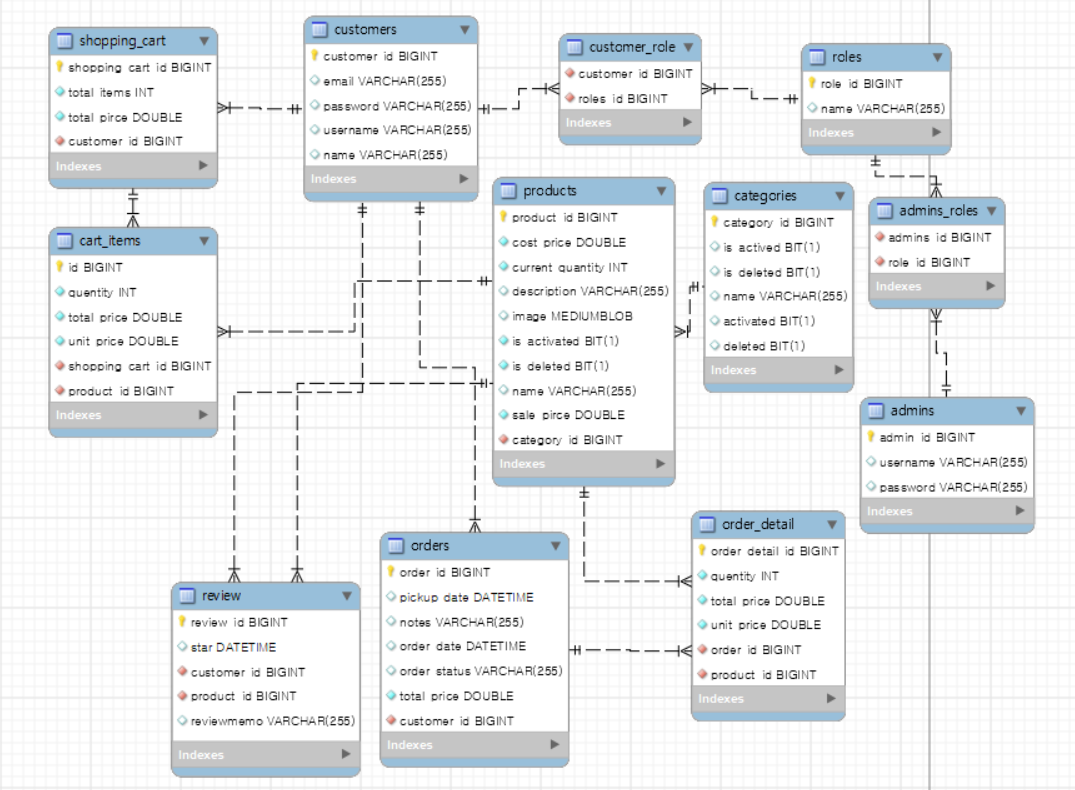 shopping_cart
shopping cart id BIGINT
total items INT
total pirce DOUBLE
customer id BIGINT
Indexes
customers
customer id BIGINT
email VARCHAR(255)
password VARCHAR(255)
username VARCHAR(255)
name VARCHAR(255)
Indexes
customer_role
customer id BIGINT
roles id BIGINT
Indexes
roles
role id BIGINT
name VARCHAR(255)
Indexes
cart_items
id BIGINT
quentity INT
total price DOUBLE
unit price DOUBLE
shopping cart id BIGINT
product id BIGINT
Indexes
products
product id BIGINT
cost price DOUBLE
current quantity INT
description VARCHAR(255)
image MEDIUMBLOB
is activated BIT(1)
is deleted BIT(1)
name VARCHAR(255)
sale pirce DOUBLE
category id BIGINT
Indexes
categories
category id BIGINT
is actived BIT(1)
is deleted BIT(1)
name VARCHAR(255)
activated BIT(1)
deleted BIT(1)
Indexes
admins_roles
admins id BIGINT
role id BIGINT
Indexes
admins
admin id BIGINT
username VARCHAR(255)
password VARCHAR(255)
Indexes
review
review id BIGINT
star DATETIME
customer id BIGINT
product id BIGINT
reviewmemo VARCHAR(255)
Indexes
orders
order id BIGINT
pickup date DATETIME
notes VARCHAR(255)
order date DATETIME
order status VARCHAR(255)
total price DOUBLE
customer id BIGINT
Indexes
order_detail
order detail id BIGINT
quentity INT
total price DOUBLE
unit price DOUBLE
order id BIGINT
product id BIGINT
Indexes